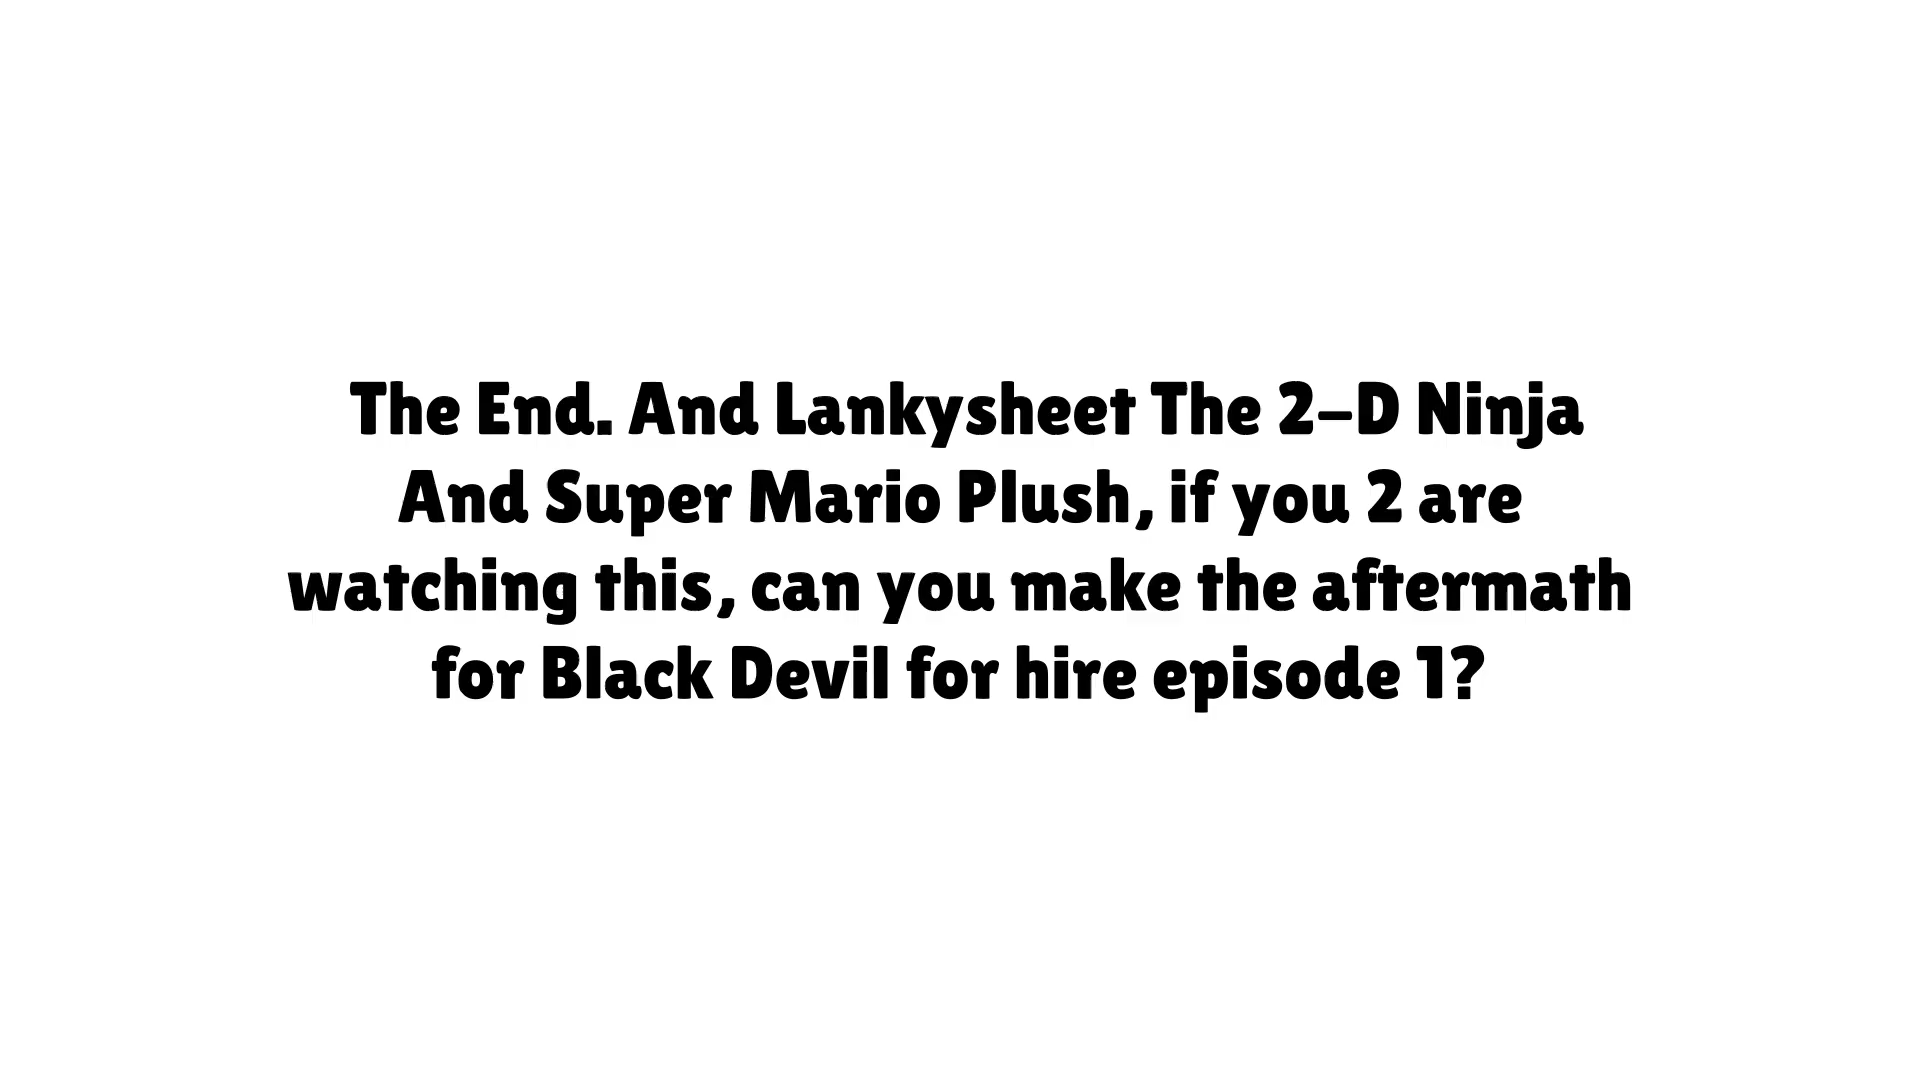 The End. And Lankysheet The 2-D Ninja
And Super Mario Plush, if you 2 are
watching this, can you make the aftermath
for Black Devil for hire episode 1?